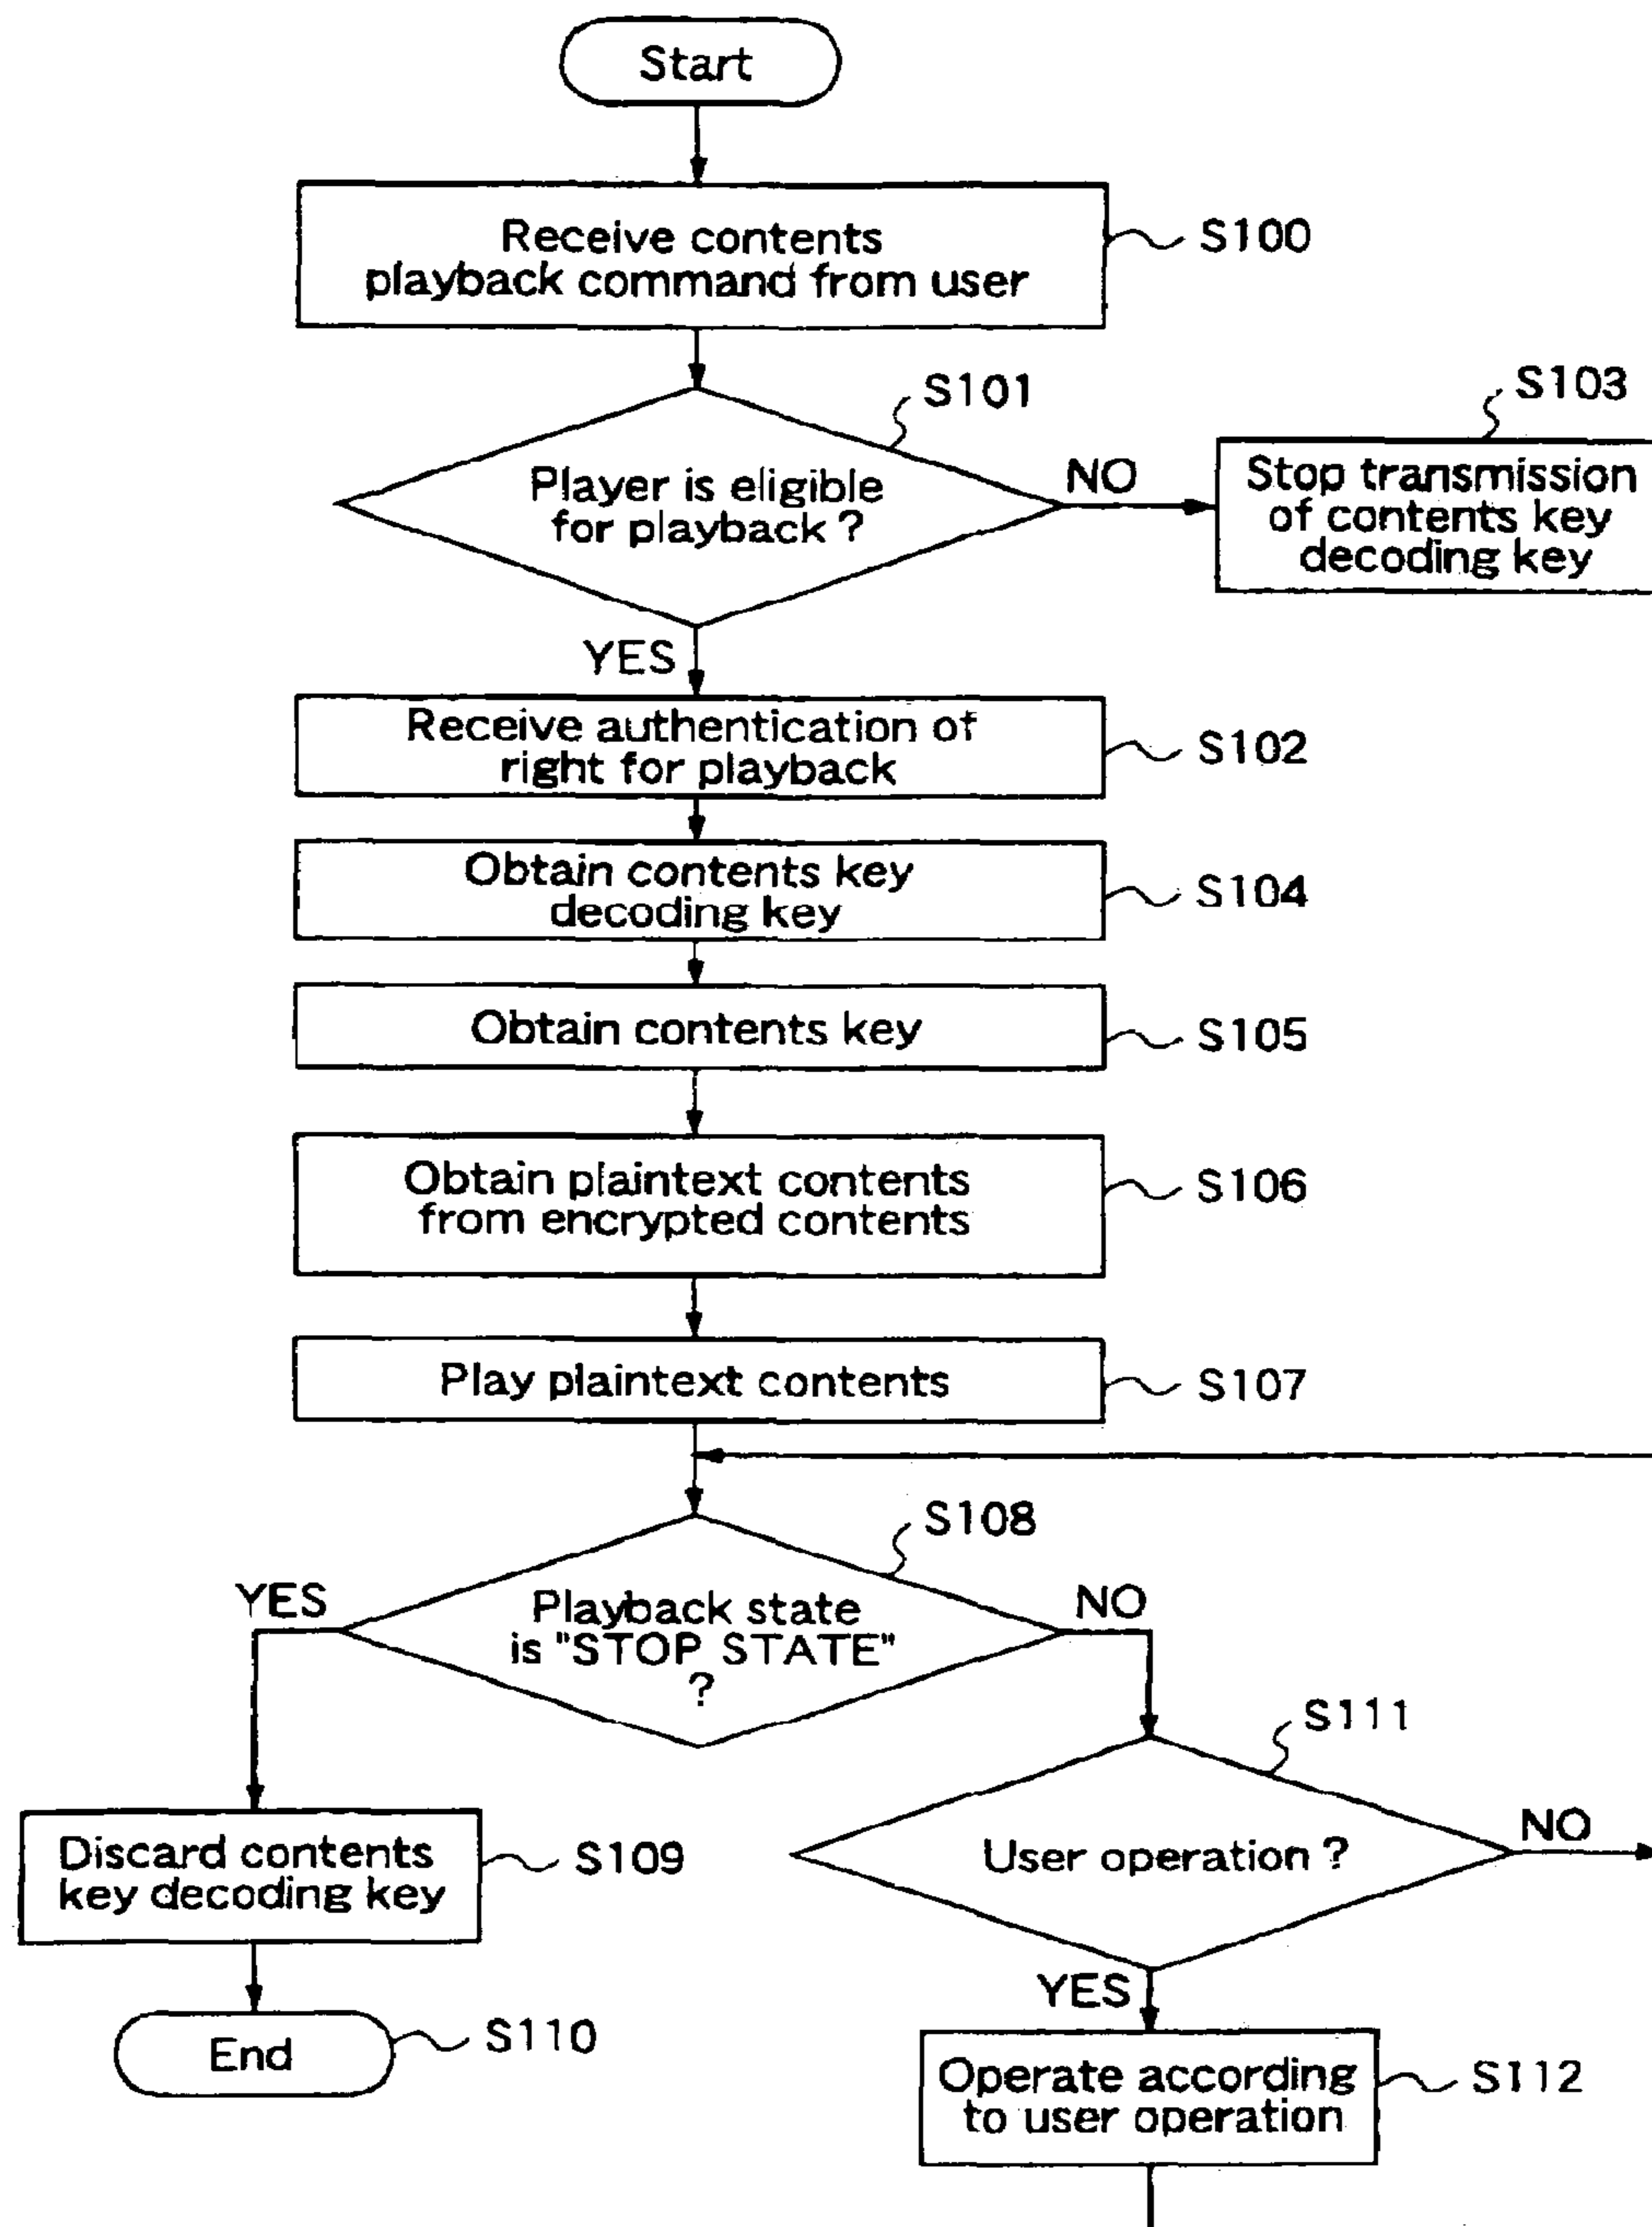 Start
Receive contents
playback command from user
S100
S101
Player is eligible
for playback ?
NO
S103
Stop transmission
of contents key
decoding key
YES
Receive authentication of
right for playback
S102
Obtain contents key
decoding key
S104
Obtain contents key
S105
Obtain plaintext contents
from encrypted contents
S106
Play plaintext contents
S107
S108
Playback state
is "STOP STATE"
?
YES
NO
S111
User operation ?
NO
Discard contents
key decoding key
S109
YES
End
S110
Operate according
to user operation
S112